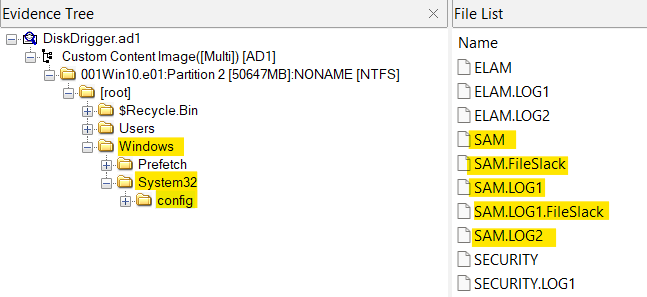 Evidence Tree
DiskDrigger.ad1
Custom Content Image([Multi]) [AD1]
001Win10.e01:Partition 2 [50647MB]:NONAME [NTFS]
[root]
$Recycle.Bin
Users
Windows
Prefetch
System32
config
File List
Name
ELAM
ELAM.LOG1
ELAM.LOG2
SAM
SAM.FileSlack
SAM.LOG1
SAM.LOG1.FileSlack
SAM.LOG2
SECURITY
SECURITY.LOG1